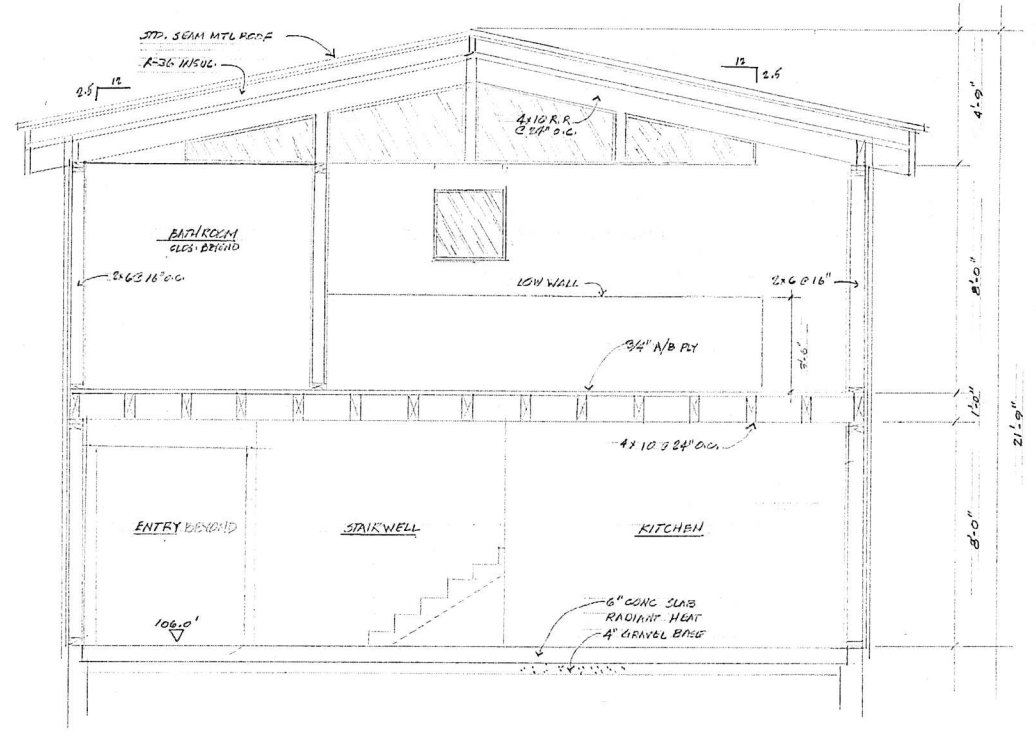 STD. SEAM MTL ROOF
R-36 INSUL.
12
2.5
12
2.5
4x10 R.R.
@ 24" O.C.
4'-9"
BATHROOM
CLOS. BEYOND
2x6 @ 16" O.C.
LOW WALL
2x6 @ 16"
8'-0"
3/4" A/B PLY
3'-6"
1'-0"
21'-9"
4x10 @ 24" O.C.
ENTRY BEYOND
STAIRWELL
KITCHEN
8'-0"
106.0'
6" CONC SLAB
RADIANT HEAT
4" GRAVEL BASE